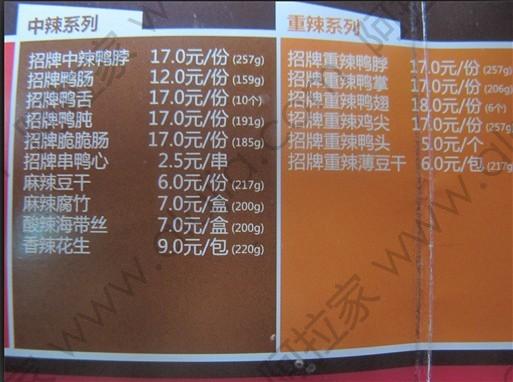 中辣系列
招牌中辣鸭脖 17.0元/份 (257g)
招牌鸭肠 12.0元/份 (159g)
招牌鸭舌 17.0元/份 (10个)
招牌鸭肫 17.0元/份 (191g)
招牌脆脆肠 17.0元/份 (185g)
招牌串鸭心 2.5元/串
麻辣豆干 6.0元/份 (217g)
麻辣腐竹 7.0元/盒 (200g)
酸辣海带丝 7.0元/盒 (200g)
香辣花生 9.0元/包 (220g)
重辣系列
招牌重辣鸭脖 17.0元/份 (257g)
招牌重辣鸭掌 17.0元/份 (206g)
招牌重辣鸭翅 18.0元/份 (6个)
招牌重辣鸡尖 17.0元/份 (257g)
招牌重辣鸭头 5.0元/个
招牌重辣薄豆干 6.0元/包 (217g
阿拉家